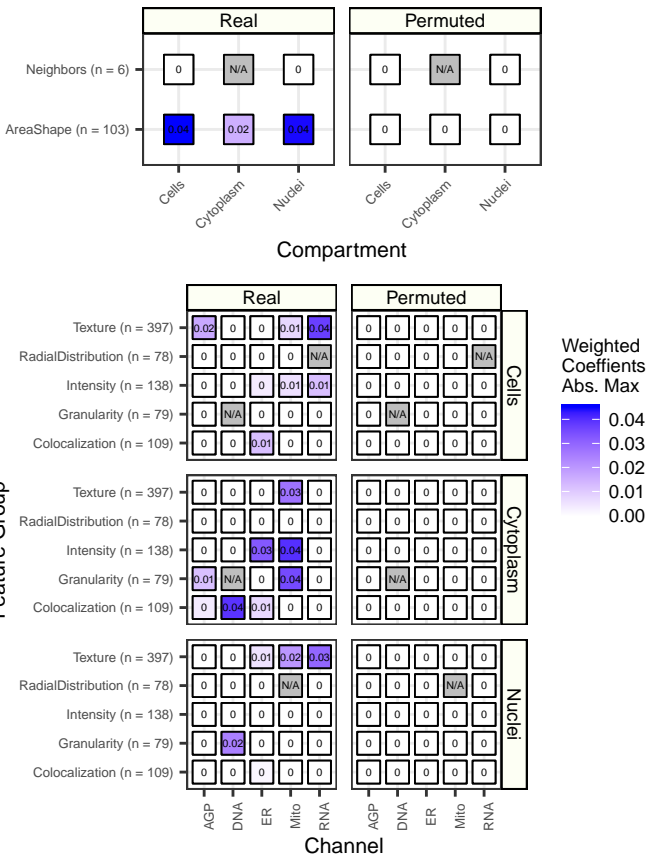 Real Permuted
Neighbors (n = 6) 0 N/A 0 0 N/A 0
AreaShape (n = 103) 0.04 0.02 0.04 0 0 0
Cells Cytoplasm Nuclei Cells Cytoplasm Nuclei
Compartment
Real Permuted
Texture (n = 397) 0.02 0 0 0.01 0.04 0 0 0 0 0
RadialDistribution (n = 78) 0 0 0 0 N/A 0 0 0 0 N/A
Intensity (n = 138) 0 0 0 0.01 0.01 0 0 0 0 0
Granularity (n = 79) 0 N/A 0 0 0 0 N/A 0 0 0
Colocalization (n = 109) 0 0 0.01 0 0 0 0 0 0 0
Cells
Texture (n = 397) 0 0 0 0.03 0 0 0 0 0 0
RadialDistribution (n = 78) 0 0 0 0 0 0 0 0 0 0
Intensity (n = 138) 0 0 0.03 0.04 0 0 0 0 0 0
Granularity (n = 79) 0.01 N/A 0 0.04 0 0 N/A 0 0 0
Colocalization (n = 109) 0 0.04 0.01 0 0 0 0 0 0 0
Cytoplasm
Texture (n = 397) 0 0 0.01 0.02 0.03 0 0 0 0 0
RadialDistribution (n = 78) 0 0 0 N/A 0 0 0 0 N/A 0
Intensity (n = 138) 0 0 0 0 0 0 0 0 0 0
Granularity (n = 79) 0 0.02 0 0 0 0 0 0 0 0
Colocalization (n = 109) 0 0 0 0 0 0 0 0 0 0
Nuclei
AGP DNA ER Mito RNA AGP DNA ER Mito RNA
Channel
Feature Group
Weighted
Coeffients
Abs. Max
0.04
0.03
0.02
0.01
0.00